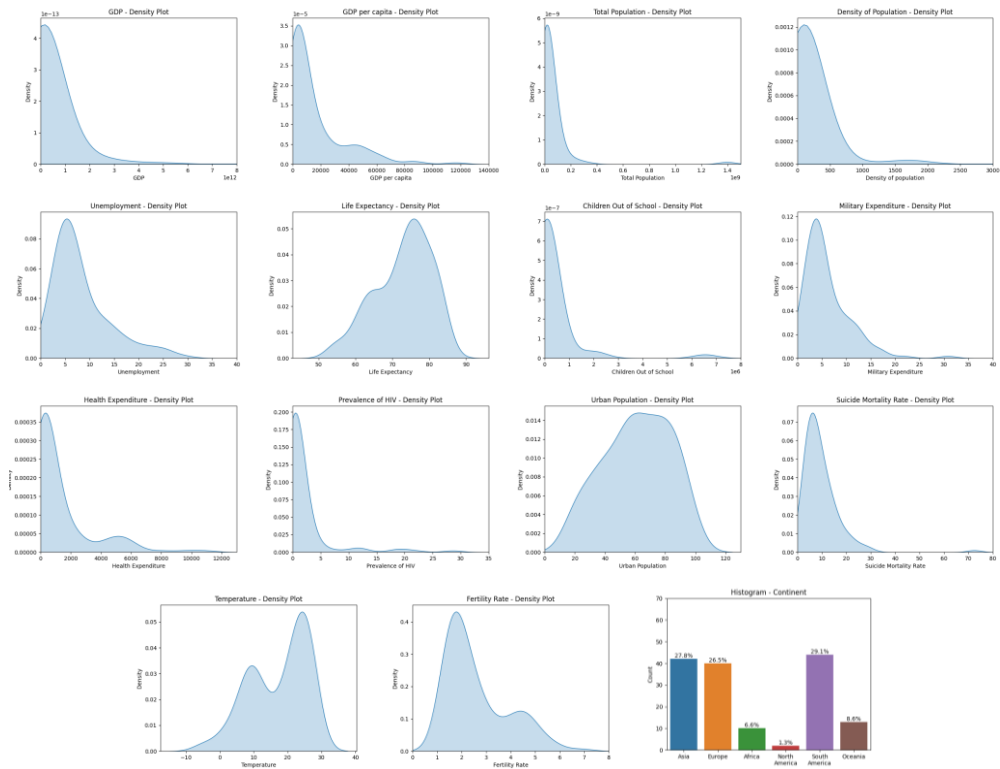 GDP - Density Plot
1e−13
4
3
2
1
0
Density
0 1 2 3 4 5 6 7 8
1e12
GDP
GDP per capita - Density Plot
1e−5
3.5
3.0
2.5
2.0
1.5
1.0
0.5
0.0
Density
0 20000 40000 60000 80000 100000 120000 140000
GDP per capita
Total Population - Density Plot
1e−9
6
5
4
3
2
1
0
Density
0.0 0.2 0.4 0.6 0.8 1.0 1.2 1.4
1e9
Total Population
Density of Population - Density Plot
0.0012
0.0010
0.0008
0.0006
0.0004
0.0002
0.0000
Density
0 500 1000 1500 2000 2500 3000
Density of population
Unemployment - Density Plot
0.08
0.06
0.04
0.02
0.00
Density
0 5 10 15 20 25 30 35 40
Unemployment
Life Expectancy - Density Plot
0.05
0.04
0.03
0.02
0.01
0.00
Density
50 60 70 80 90
Life Expectancy
Children Out of School - Density Plot
1e−7
7
6
5
4
3
2
1
0
Density
0 1 2 3 4 5 6 7 8
1e6
Children Out of School
Military Expenditure - Density Plot
0.12
0.10
0.08
0.06
0.04
0.02
0.00
Density
0 5 10 15 20 25 30 35 40
Military Expenditure
Health Expenditure - Density Plot
0.00035
0.00030
0.00025
0.00020
0.00015
0.00010
0.00005
0.00000
0 2000 4000 6000 8000 10000 12000
Health Expenditure
Prevalence of HIV - Density Plot
0.200
0.175
0.150
0.125
0.100
0.075
0.050
0.025
0.000
Density
0 5 10 15 20 25 30 35
Prevalence of HIV
Urban Population - Density Plot
0.014
0.012
0.010
0.008
0.006
0.004
0.002
0.000
Density
0 20 40 60 80 100 120
Urban Population
Suicide Mortality Rate - Density Plot
0.07
0.06
0.05
0.04
0.03
0.02
0.01
0.00
Density
0 10 20 30 40 50 60 70 80
Suicide Mortality Rate
Temperature - Density Plot
0.05
0.04
0.03
0.02
0.01
0.00
Density
−10 0 10 20 30 40
Temperature
Fertility Rate - Density Plot
0.4
0.3
0.2
0.1
0.0
Density
0 1 2 3 4 5 6 7 8
Fertility Rate
Histogram - Continent
70
60
50
40
30
20
10
0
Count
27.8% 26.5% 6.6% 1.3% 29.1% 8.6%
Asia Europe Africa North America South America Oceania